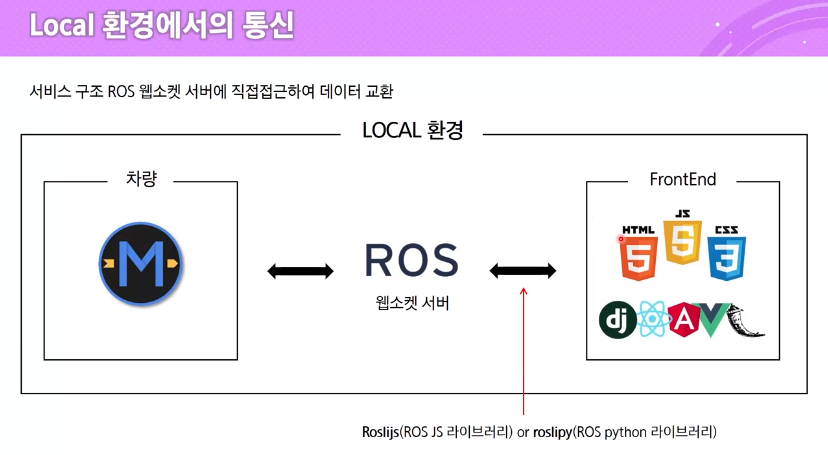 Local 환경에서의 통신
서비스 구조 ROS 웹소켓 서버에 직접접근하여 데이터 교환
LOCAL 환경
차량
FrontEnd
M
ROS
웹소켓 서버
HTML
5
JS
5
CSS
3
dj
A
Roslijs(ROS JS 라이브러리) or roslipy(ROS python 라이브러리)